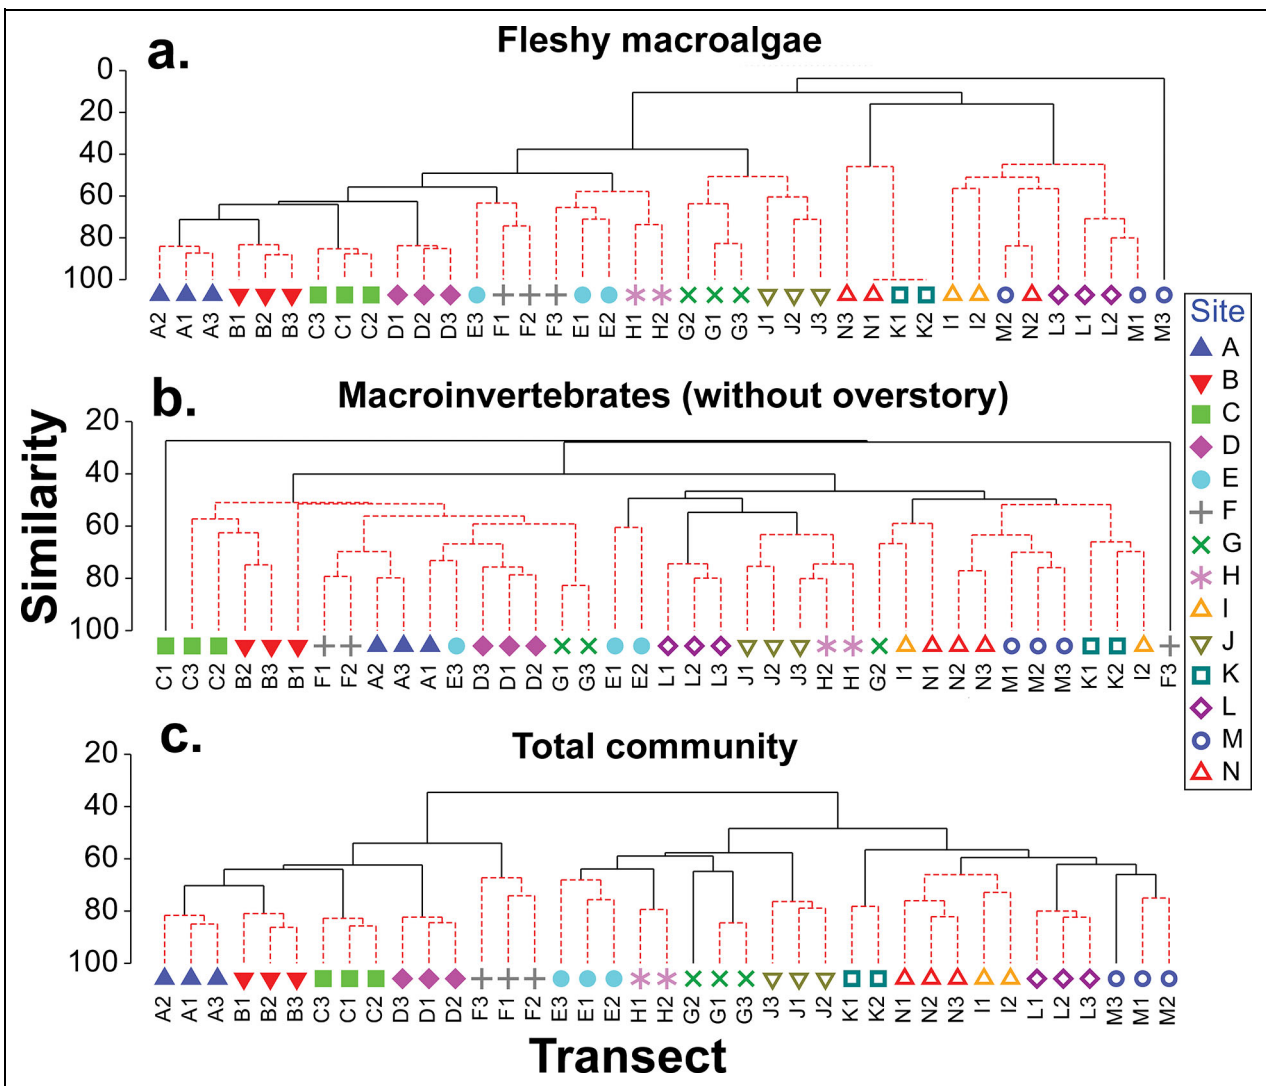 a.
Fleshy macroalgae
0
20
40
60
80
100
A2 A1 A3 B1 B2 B3 C3 C1 C2 D1 D2 D3 E3 F1 F2 F3 E1 E2 H1 H2 G2 G1 G3 J1 J2 J3 N3 N1 K1 K2 I1 I2 M2 N2 L3 L1 L2 M1 M3
Site
A
B
C
D
E
F
G
H
I
J
K
L
M
N
Similarity
b.
Macroinvertebrates (without overstory)
20
40
60
80
100
C1 C3 C2 B2 B3 B1 F1 F2 A2 A3 A1 E3 D3 D1 D2 G1 G3 E1 E2 L1 L2 L3 J1 J2 J3 H2 H1 G2 I1 N1 N2 N3 M1 M2 M3 K1 K2 I2 F3
c.
Total community
20
40
60
80
100
A2 A1 A3 B1 B2 B3 C3 C1 C2 D3 D1 D2 F3 F1 F2 E3 E1 E2 H1 H2 G2 G1 G3 J3 J1 J2 K1 K2 N1 N2 N3 I1 I2 L1 L2 L3 M3 M1 M2
Transect